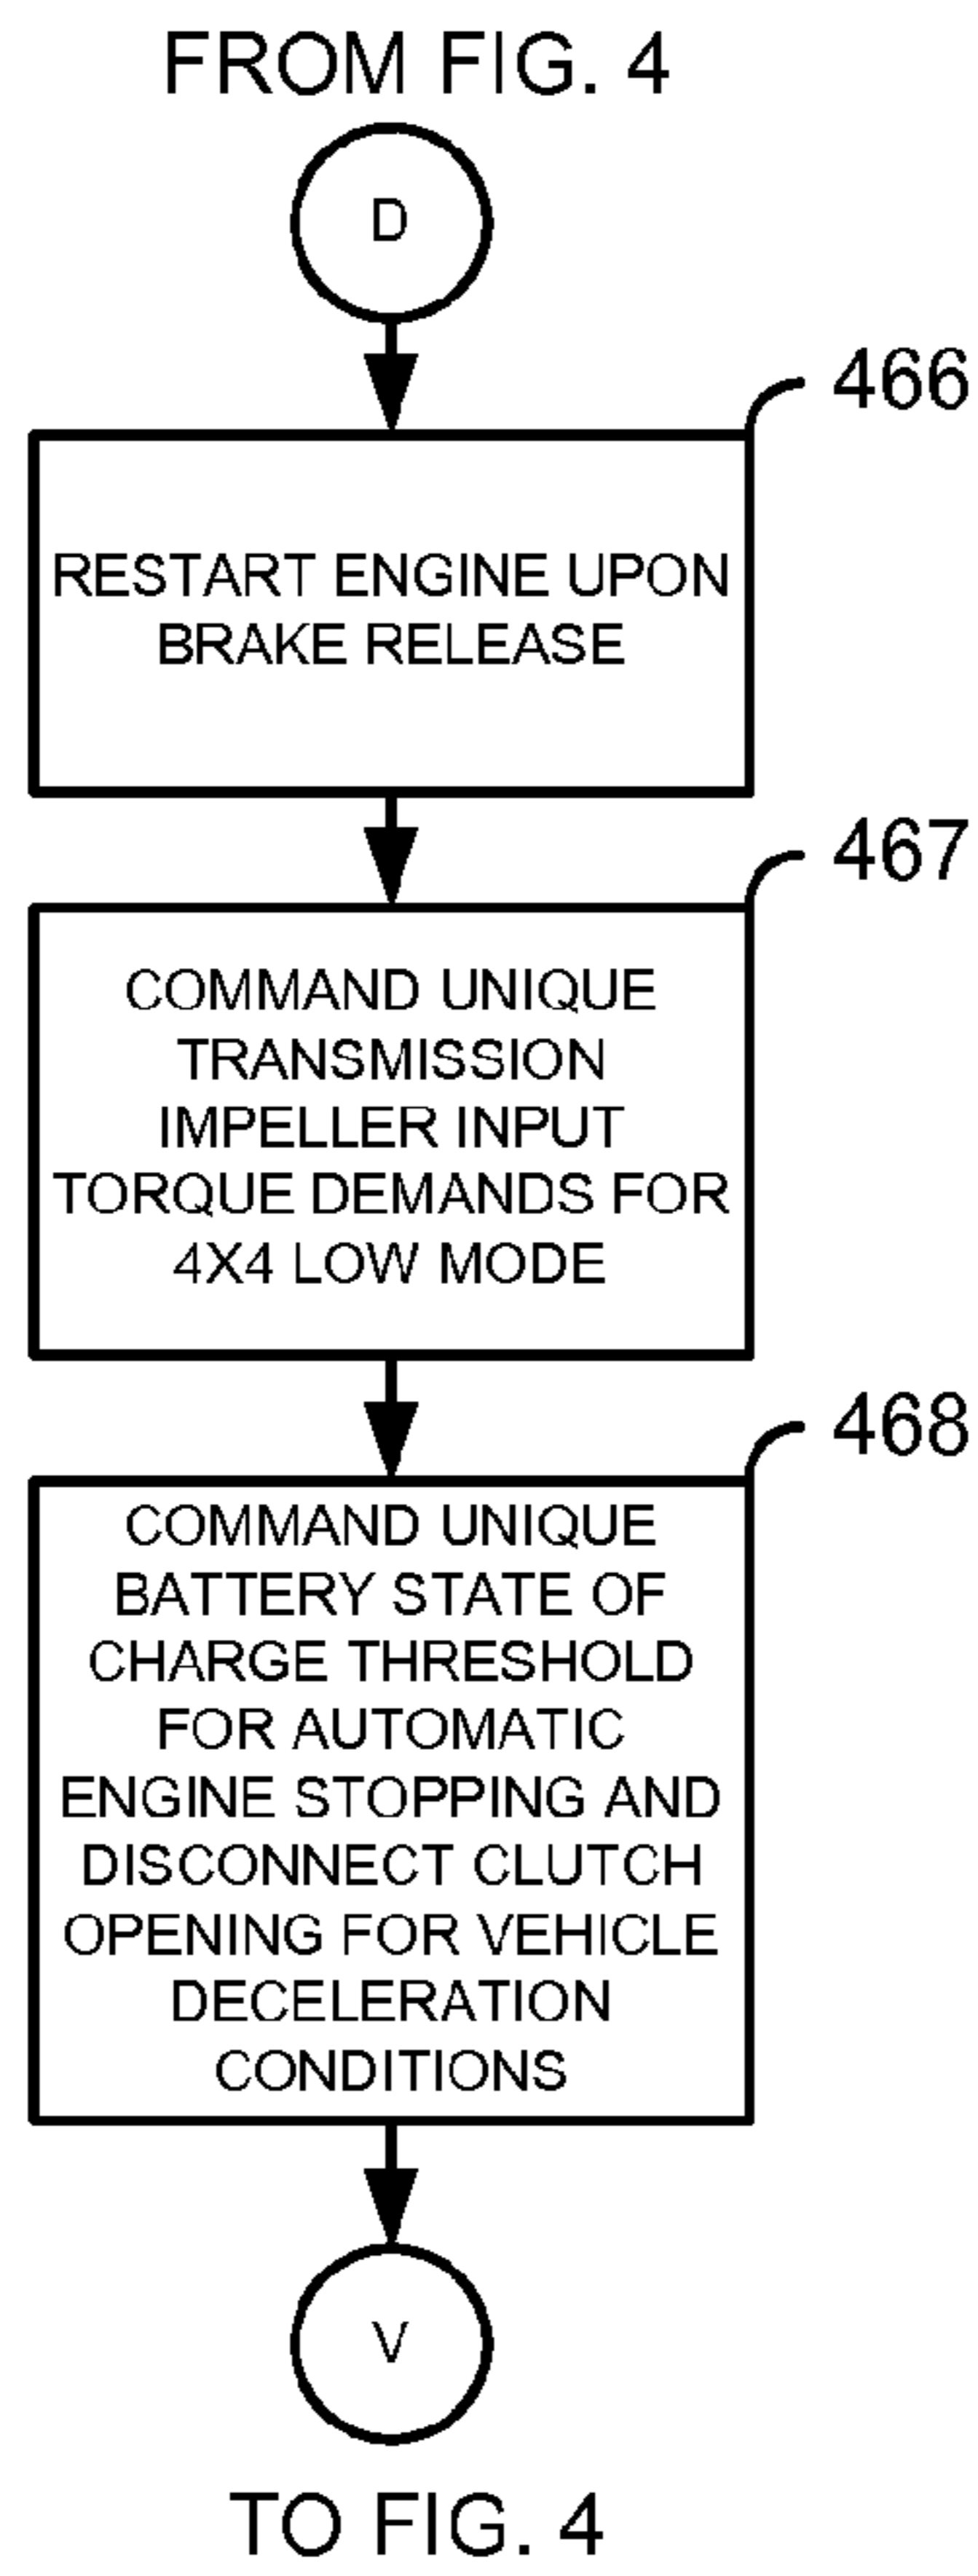 FROM FIG. 4
D
466
RESTART ENGINE UPON
BRAKE RELEASE
467
COMMAND UNIQUE
TRANSMISSION
IMPELLER INPUT
TORQUE DEMANDS FOR
4X4 LOW MODE
468
COMMAND UNIQUE
BATTERY STATE OF
CHARGE THRESHOLD
FOR AUTOMATIC
ENGINE STOPPING AND
DISCONNECT CLUTCH
OPENING FOR VEHICLE
DECELERATION
CONDITIONS
V
TO FIG. 4